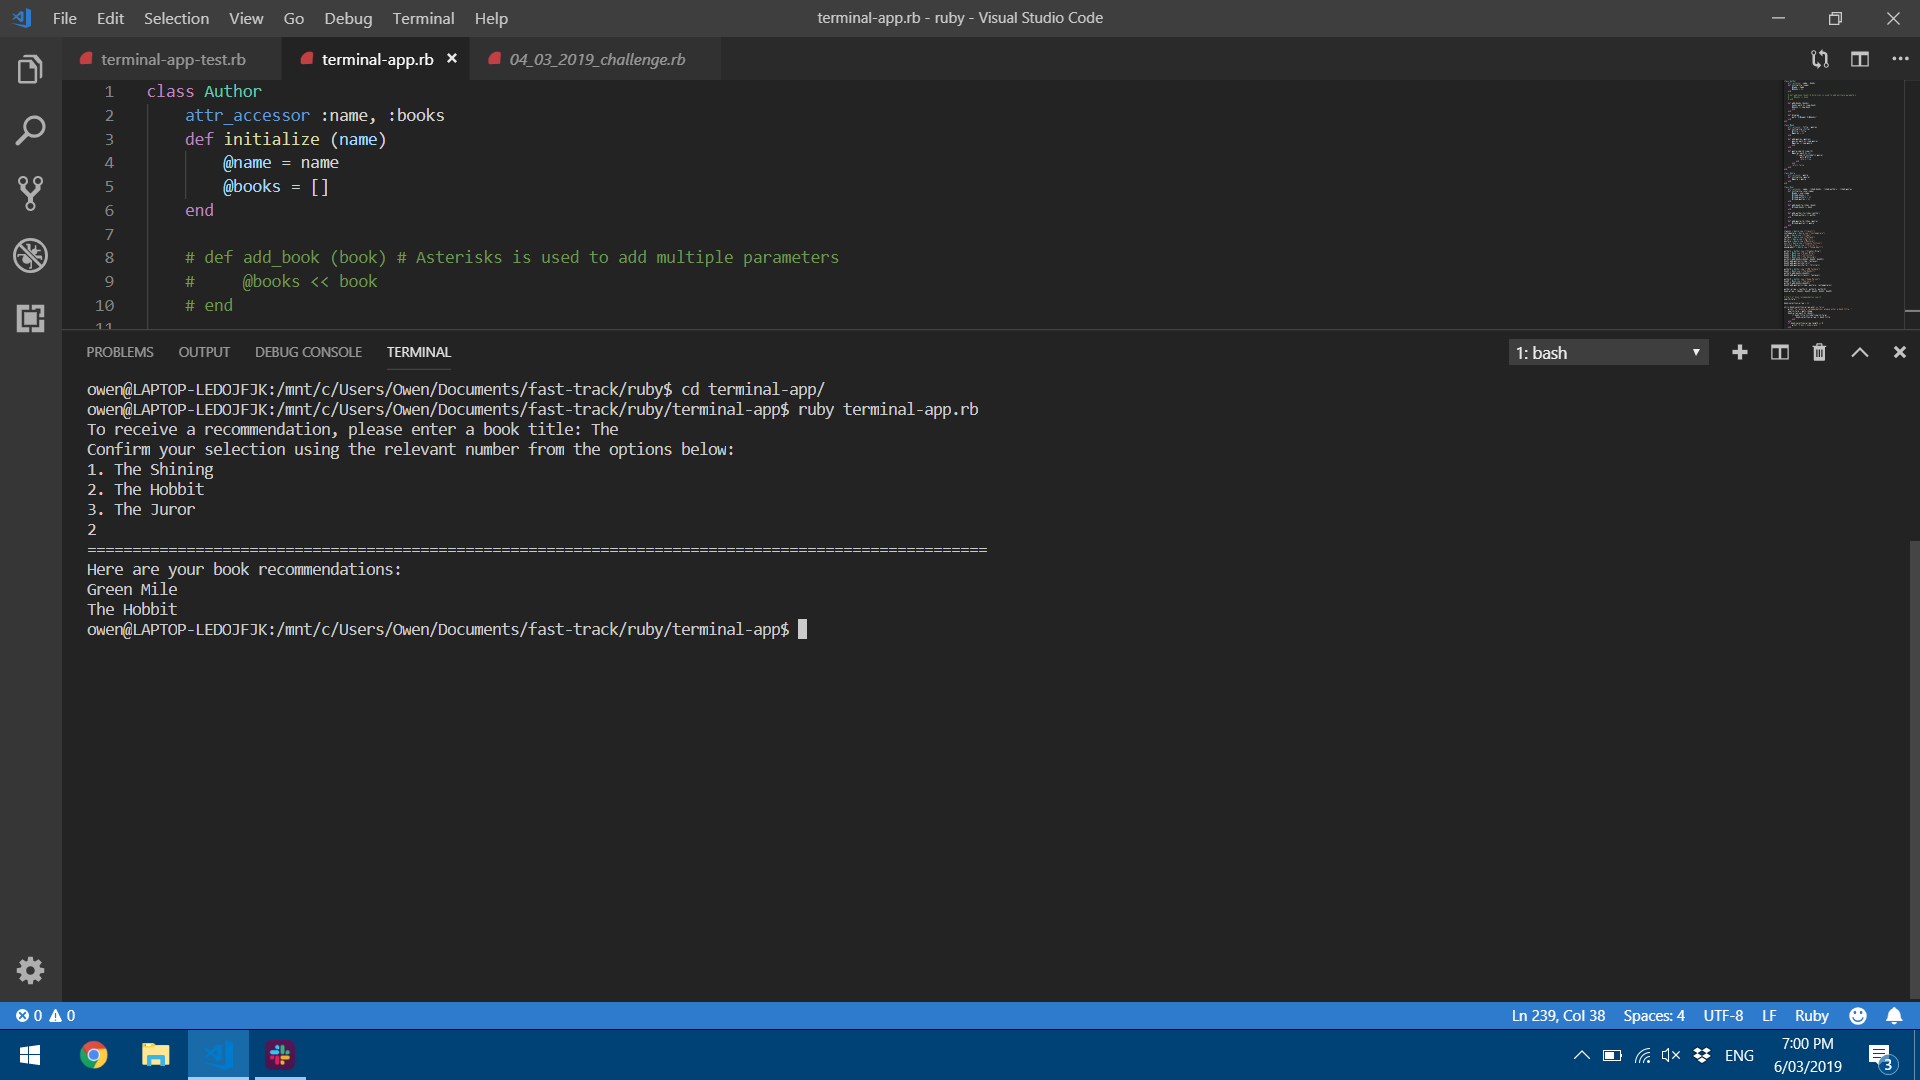 File Edit Selection View Go Debug Terminal Help
terminal-app.rb - ruby - Visual Studio Code
terminal-app-test.rb
terminal-app.rb
04_03_2019_challenge.rb
1 class Author
2 attr_accessor :name, :books
3 def initialize (name)
4 @name = name
5 @books = []
6 end
7
8 # def add_book (book) # Asterisks is used to add multiple parameters
9 # @books << book
10 # end
11
PROBLEMS OUTPUT DEBUG CONSOLE TERMINAL
1: bash
owen@LAPTOP-LEDOJFJK:/mnt/c/Users/Owen/Documents/fast-track/ruby$ cd terminal-app/
owen@LAPTOP-LEDOJFJK:/mnt/c/Users/Owen/Documents/fast-track/ruby/terminal-app$ ruby terminal-app.rb
To receive a recommendation, please enter a book title: The
Confirm your selection using the relevant number from the options below:
1. The Shining
2. The Hobbit
3. The Juror
2
====================================================================================================
Here are your book recommendations:
Green Mile
The Hobbit
owen@LAPTOP-LEDOJFJK:/mnt/c/Users/Owen/Documents/fast-track/ruby/terminal-app$
0 0
Ln 239, Col 38 Spaces: 4 UTF-8 LF Ruby
ENG
7:00 PM
6/03/2019
3